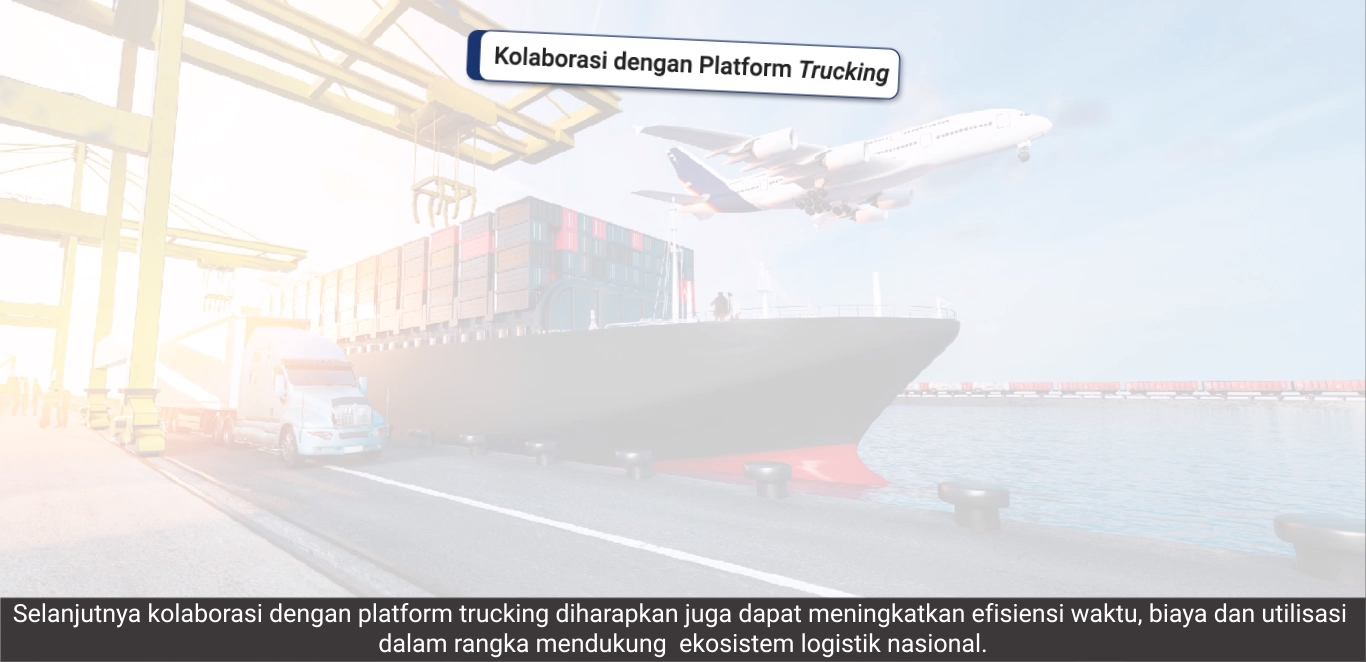 Kolaborasi dengan Platform Trucking
Selanjutnya kolaborasi dengan platform trucking diharapkan juga dapat meningkatkan efisiensi waktu, biaya dan utilisasi
dalam rangka mendukung  ekosistem logistik nasional.